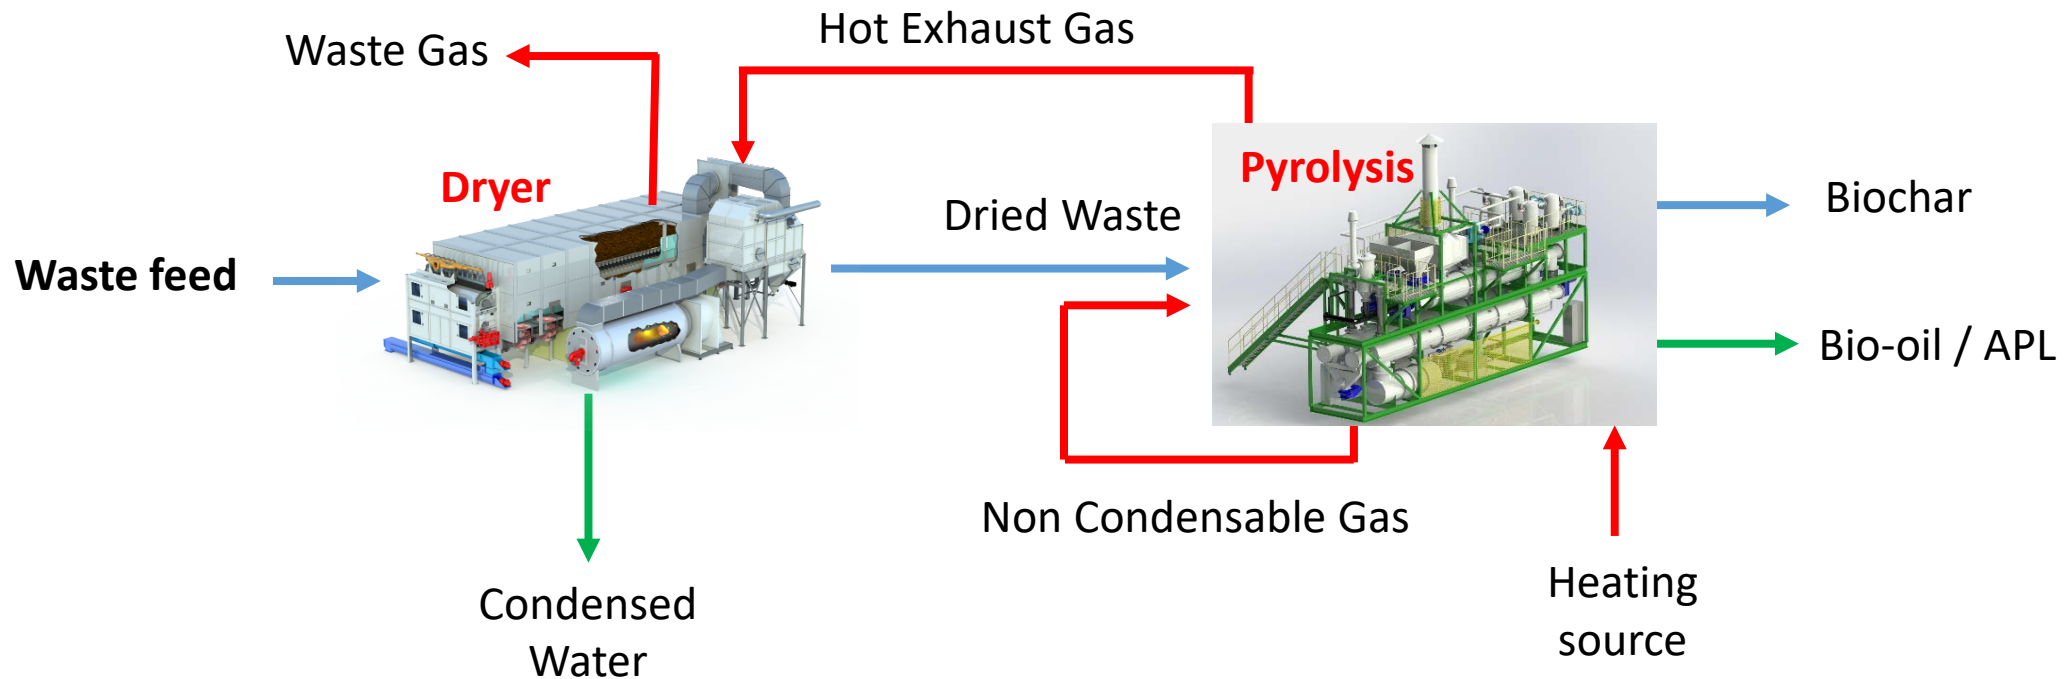 Hot Exhaust Gas
Waste Gas
Pyrolysis
Dryer
Biochar
Dried Waste
Waste feed
Bio-oil / APL
Non Condensable Gas
Heating
source
Condensed
Water